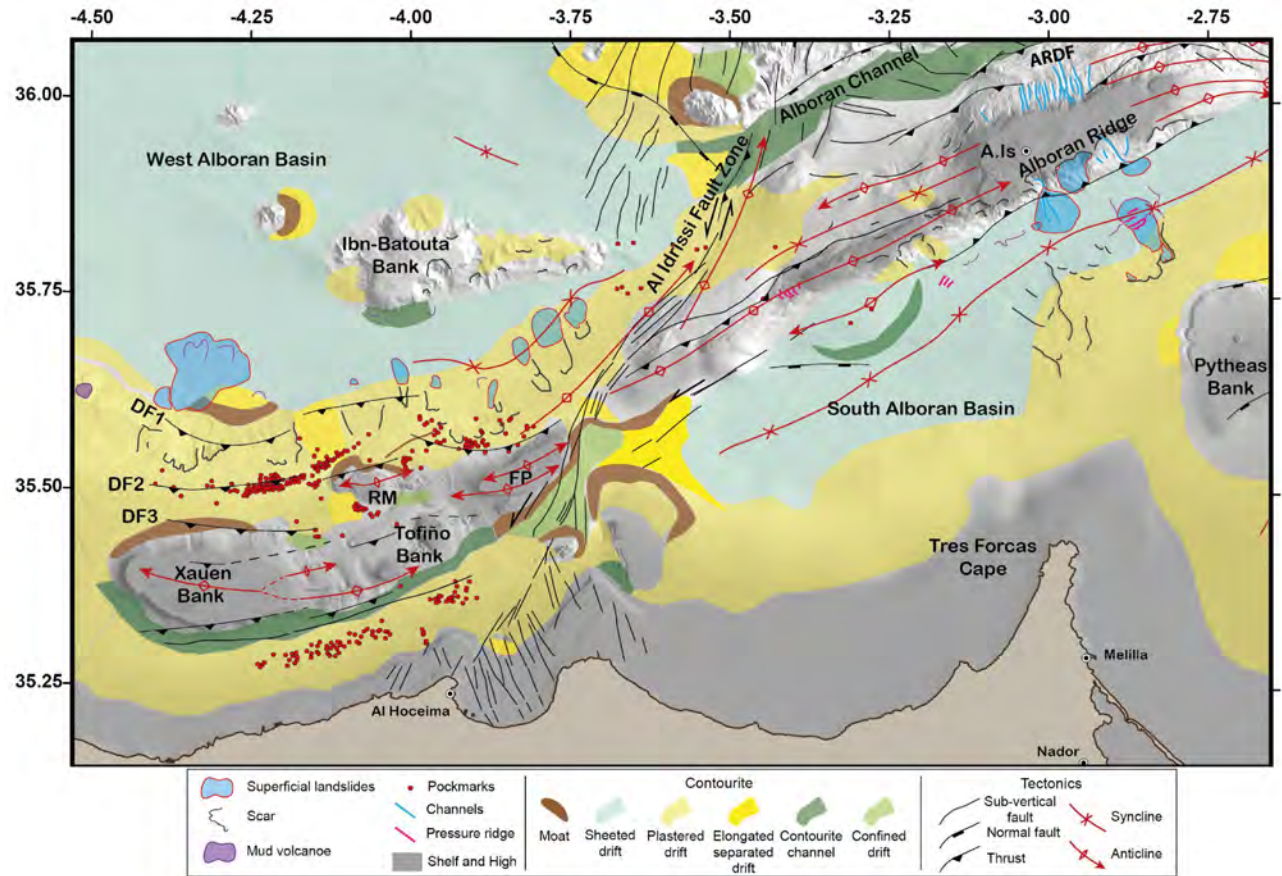 -4.50 -4.25 -4.00 -3.75 -3.50 -3.25 -3.00 -2.75
36.00
35.75
35.50
35.25
ARDF
Alboran Channel
West Alboran Basin
A.Is
Alboran Ridge
Al Idrissi Fault Zone
Ibn-Batouta
Bank
Pytheas
Bank
DF1
South Alboran Basin
DF2
RM
FP
DF3
Tofiño
Bank
Tres Forcas
Cape
Xauen
Bank
Melilla
Al Hoceima
Nador
Superficial landslides
Scar
Mud volcanoe
Pockmarks
Channels
Pressure ridge
Shelf and High
Contourite
Moat
Sheeted
drift
Plastered
drift
Elongated
separated
drift
Contourite
channel
Confined
drift
Tectonics
Sub-vertical
fault
Normal fault
Thrust
Syncline
Anticline